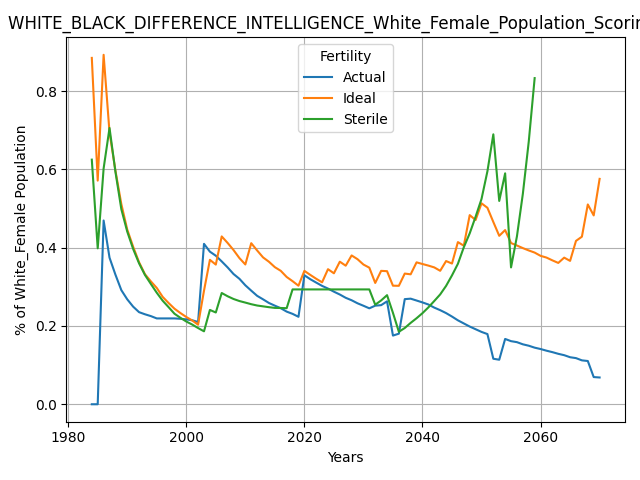 WHITE_BLACK_DIFFERENCE_INTELLIGENCE_White_Female_Population_Scorin
Fertility
Actual
Ideal
Sterile
% of White_Female Population
0.8
0.6
0.4
0.2
0.0
1980
2000
2020
2040
2060
Years